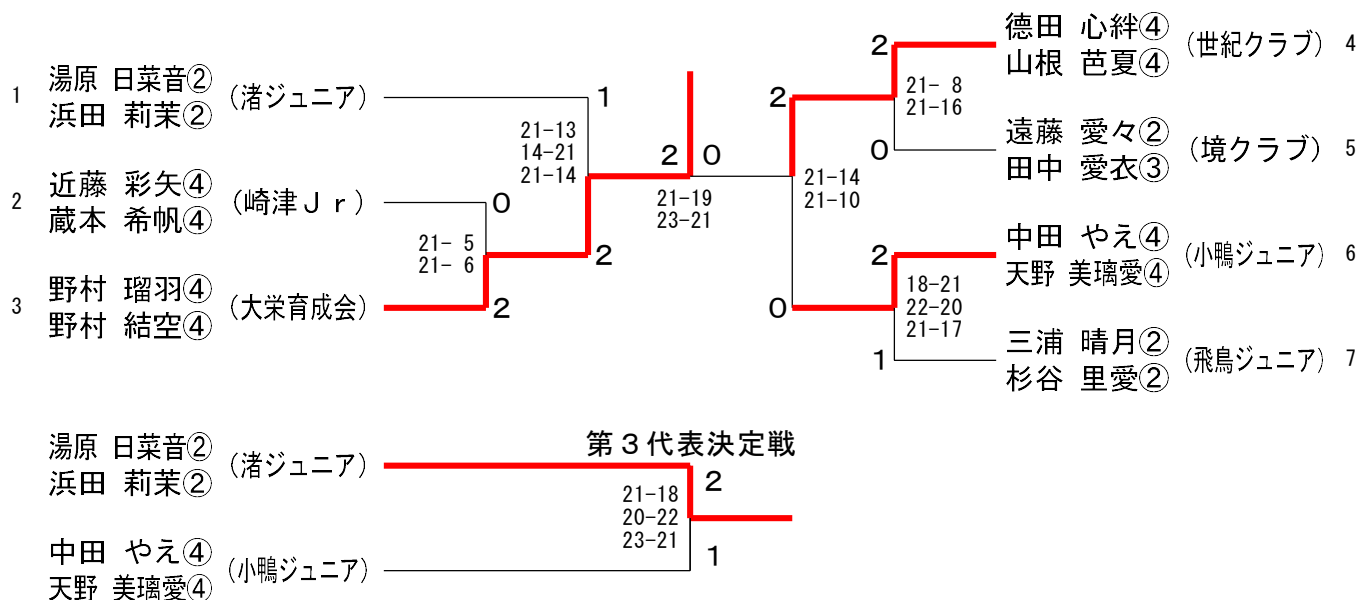 1
湯原 日菜音②
浜田 莉茉②
(渚ジュニア)
2
近藤 彩矢④
蔵本 希帆④
(崎津Ｊｒ)
3
野村 瑠羽④
野村 結空④
(大栄育成会)
1
21-13
14-21
21-14
0
21- 5
21- 6
2
2
2
0
21-19
23-21
2
21-14
21-10
0
2
21- 8
21-16
0
2
18-21
22-20
21-17
1
德田 心絆④
山根 芭夏④
(世紀クラブ)
4
遠藤 愛々②
田中 愛衣③
(境クラブ)
5
中田 やえ④
天野 美璃愛④
(小鴨ジュニア)
6
三浦 晴月②
杉谷 里愛②
(飛鳥ジュニア)
7
第３代表決定戦
湯原 日菜音②
浜田 莉茉②
(渚ジュニア)
中田 やえ④
天野 美璃愛④
(小鴨ジュニア)
2
21-18
20-22
23-21
1